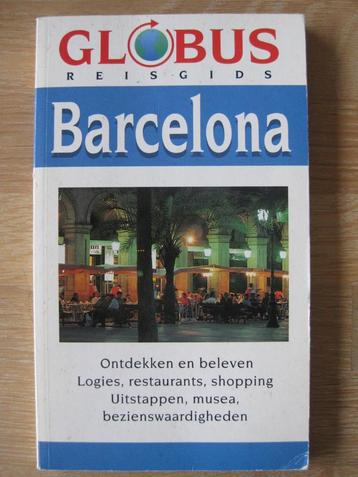 GLOBUS
REISGIDS
Barcelona
Ontdekken en beleven
Logies, restaurants, shopping
Uitstappen, musea,
bezienswaardigheden